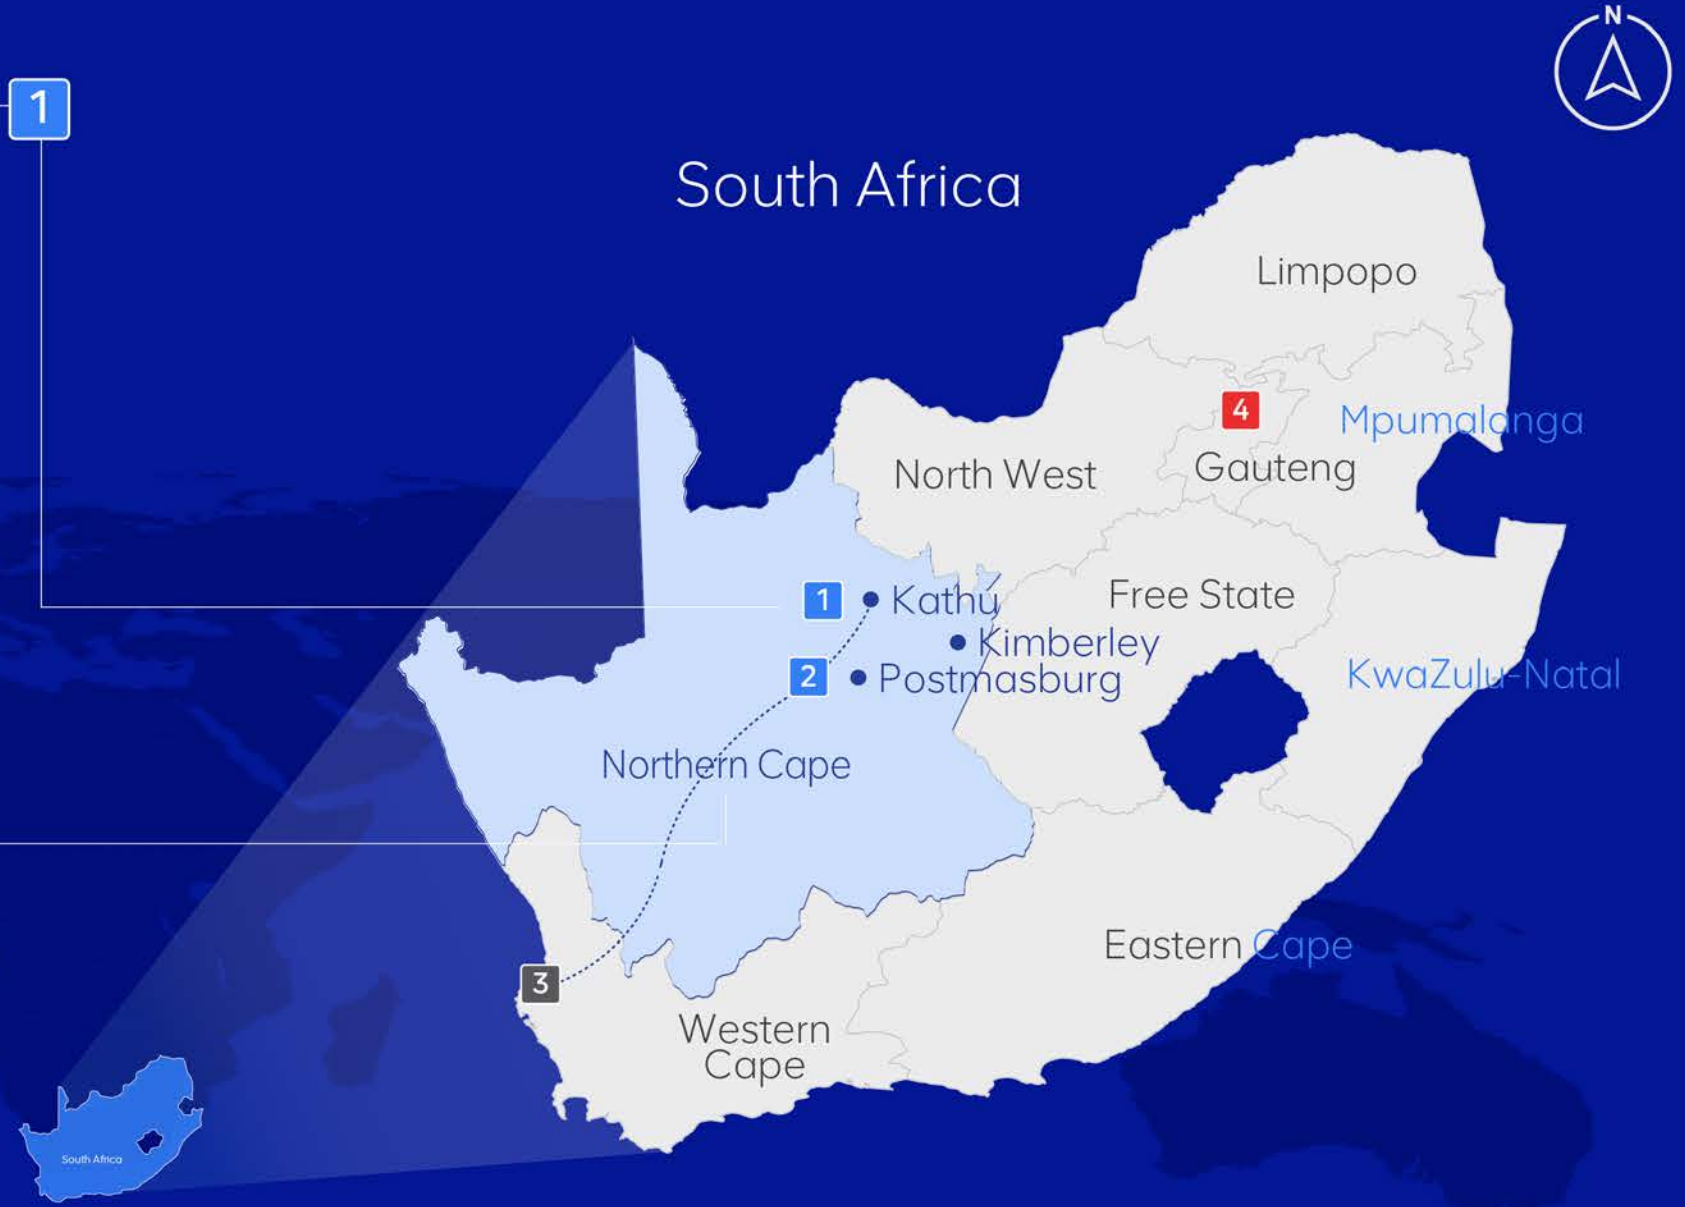 N
1
South Africa
Limpopo
4
Mpumalanga
North West
Gauteng
1
Kathu
Free State
Kimberley
2
Postmasburg
KwaZulu-Natal
Northern Cape
Eastern Cape
3
Western
Cape
South Africa